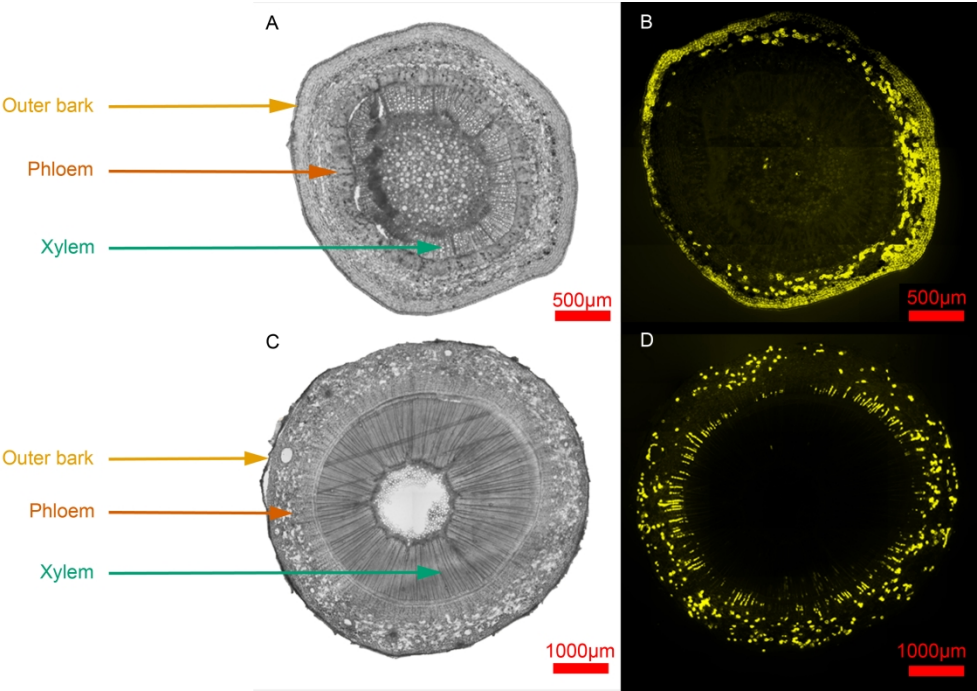 A
B
Outer bark
Phloem
Xylem
500µm
500µm
C
D
Outer bark
Phloem
Xylem
1000µm
1000µm